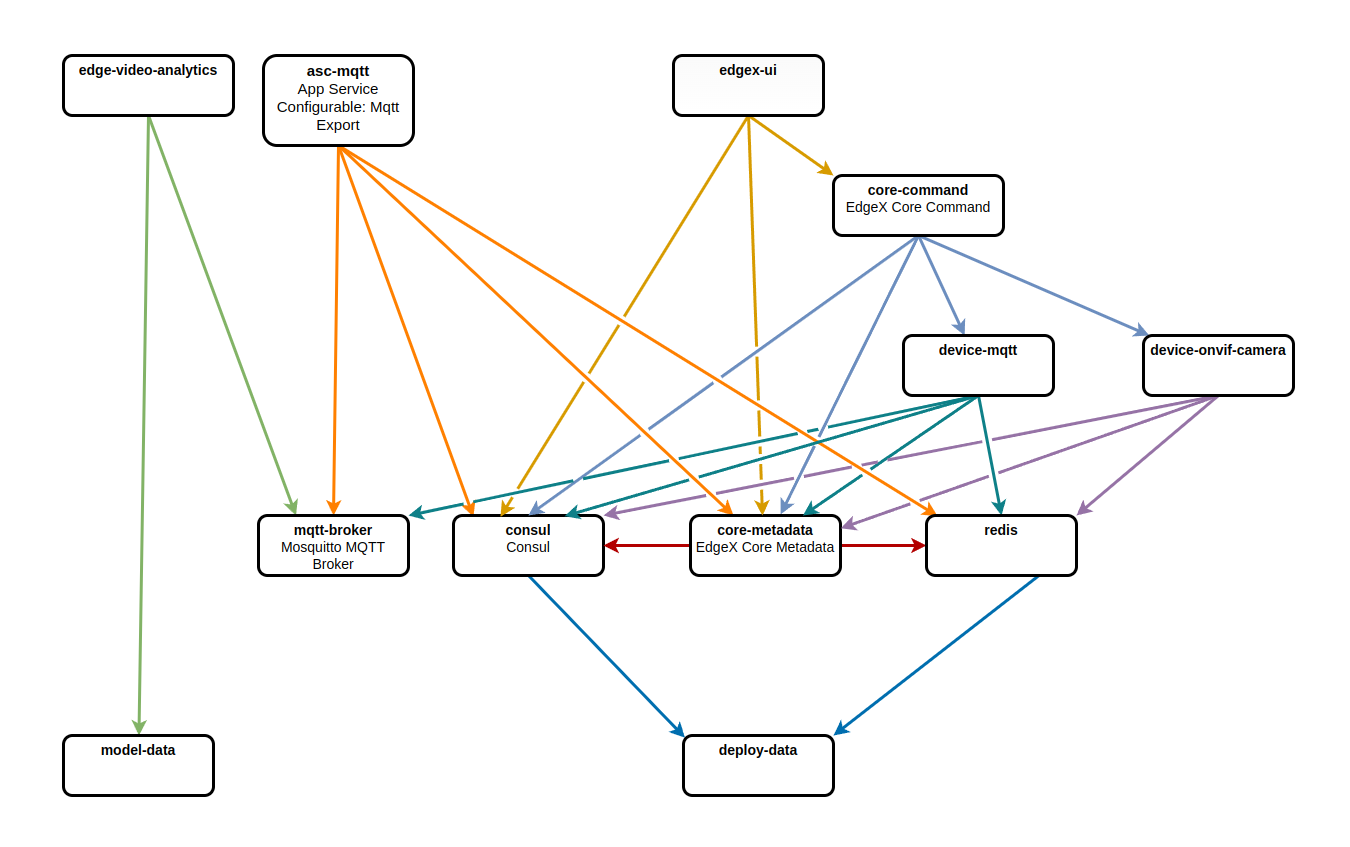 edge-video-analytics
asc-mqtt
App Service
Configurable: Mqtt
Export
edgex-ui
core-command
EdgeX Core Command
device-mqtt
device-onvif-camera
mqtt-broker
Mosquitto MQTT
Broker
consul
Consul
core-metadata
EdgeX Core Metadata
redis
model-data
deploy-data